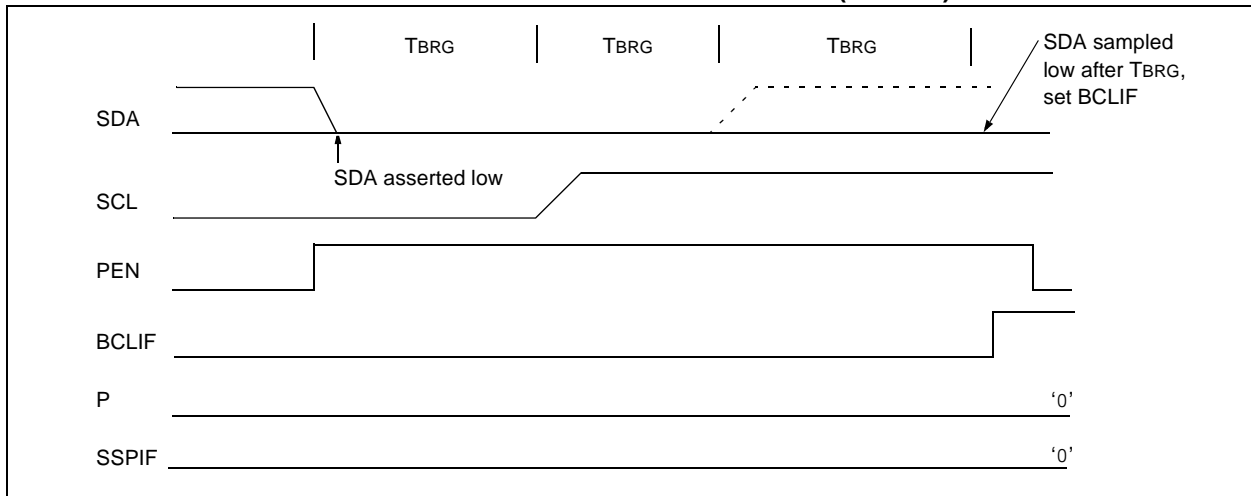 TBRG TBRG TBRG
SDA sampled
low after TBRG,
set BCLIF
SDA
SDA asserted low
SCL
PEN
BCLIF
P
'0'
SSPIF
'0'